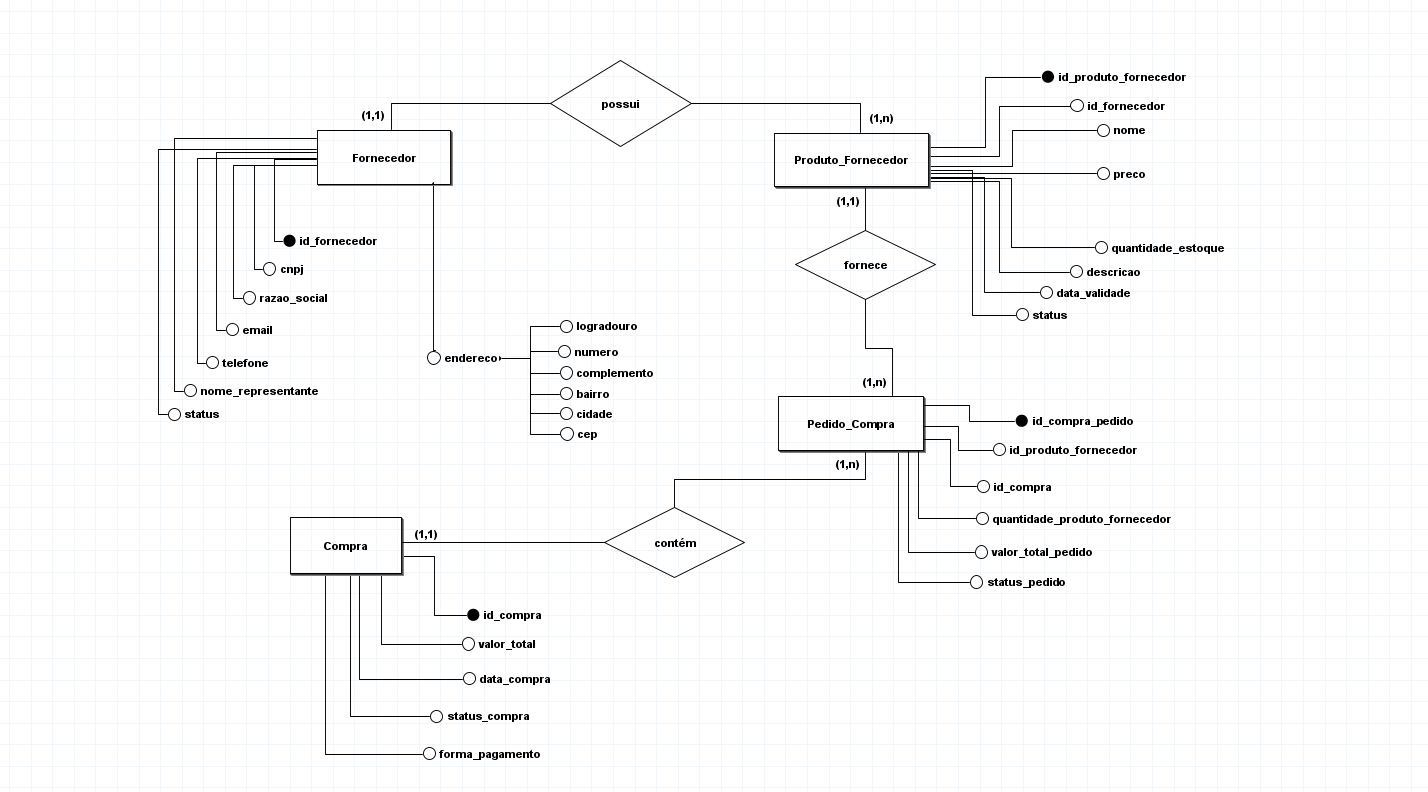 possui
(1,1)
(1,n)
Fornecedor
Produto_Fornecedor
id_produto_fornecedor
id_fornecedor
nome
preco
quantidade_estoque
descricao
data_validade
status
id_fornecedor
cnpj
razao_social
email
telefone
nome_representante
status
endereco
logradouro
numero
complemento
bairro
cidade
cep
(1,1)
fornece
(1,n)
Pedido_Compra
id_compra_pedido
id_produto_fornecedor
id_compra
quantidade_produto_fornecedor
valor_total_pedido
status_pedido
(1,n)
contém
(1,1)
Compra
id_compra
valor_total
data_compra
status_compra
forma_pagamento